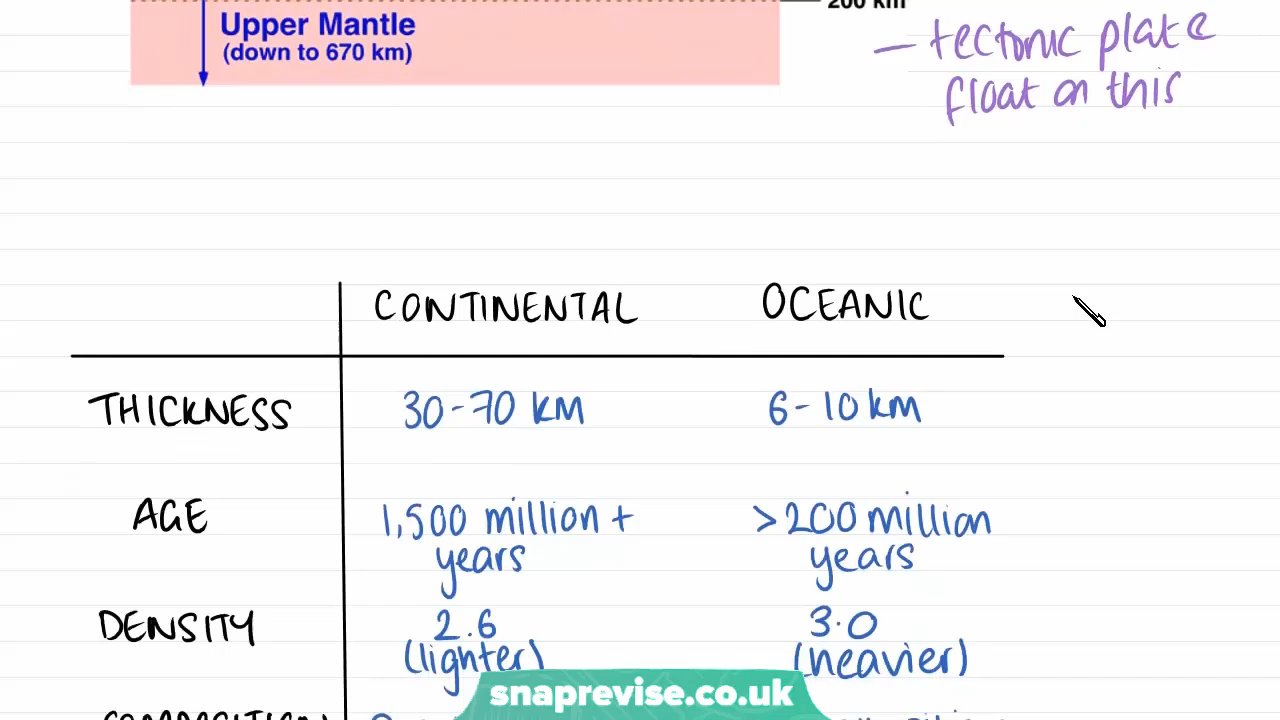 200 km
Upper Mantle
(down to 670 km)
– tectonic plate
float on this
CONTINENTAL OCEANIC
THICKNESS 30-70 KM 6-10 KM
AGE 1,500 million + >200 million
years years
DENSITY 2.6 3.0
(lighter) (heavier)
snaprevise.co.uk